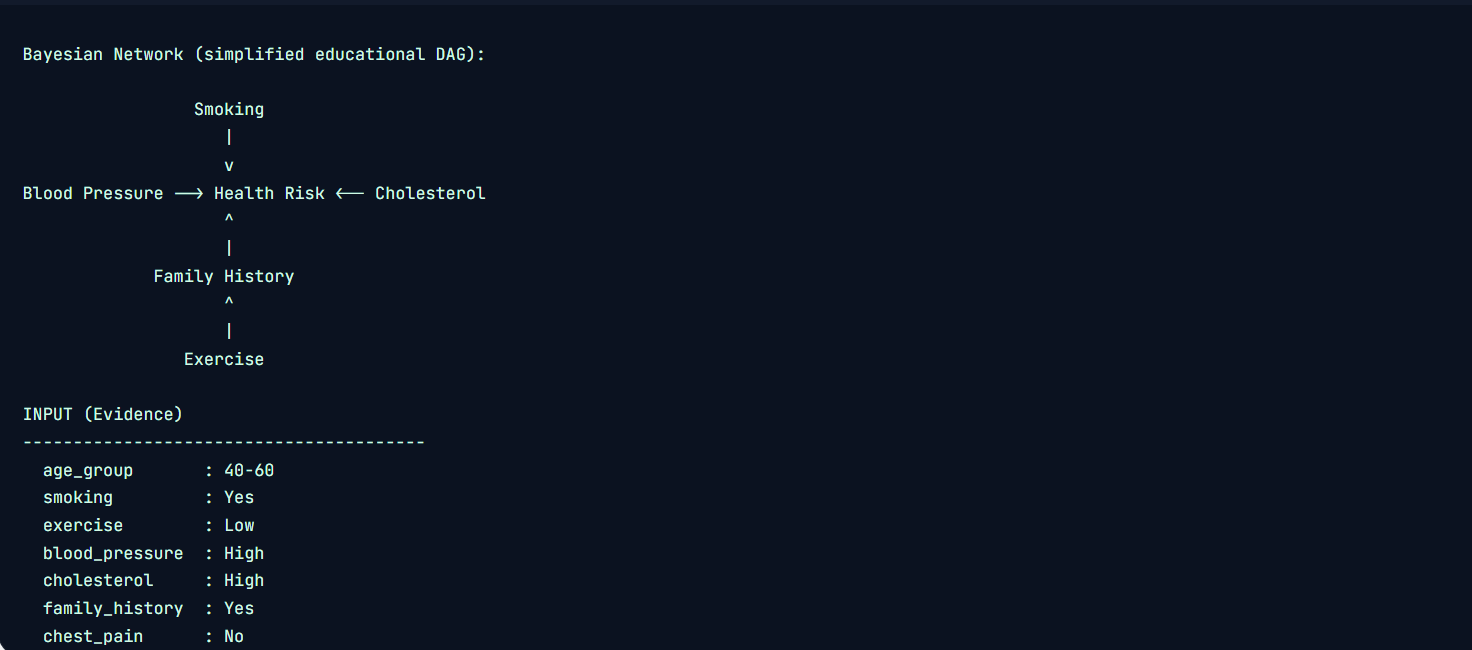 Bayesian Network (simplified educational DAG):
Smoking
|
v
Blood Pressure ──> Health Risk <── Cholesterol
^
|
Family History
^
|
Exercise
INPUT (Evidence)
----------------------------------------
age_group       : 40-60
smoking         : Yes
exercise        : Low
blood_pressure  : High
cholesterol     : High
family_history  : Yes
chest_pain      : No